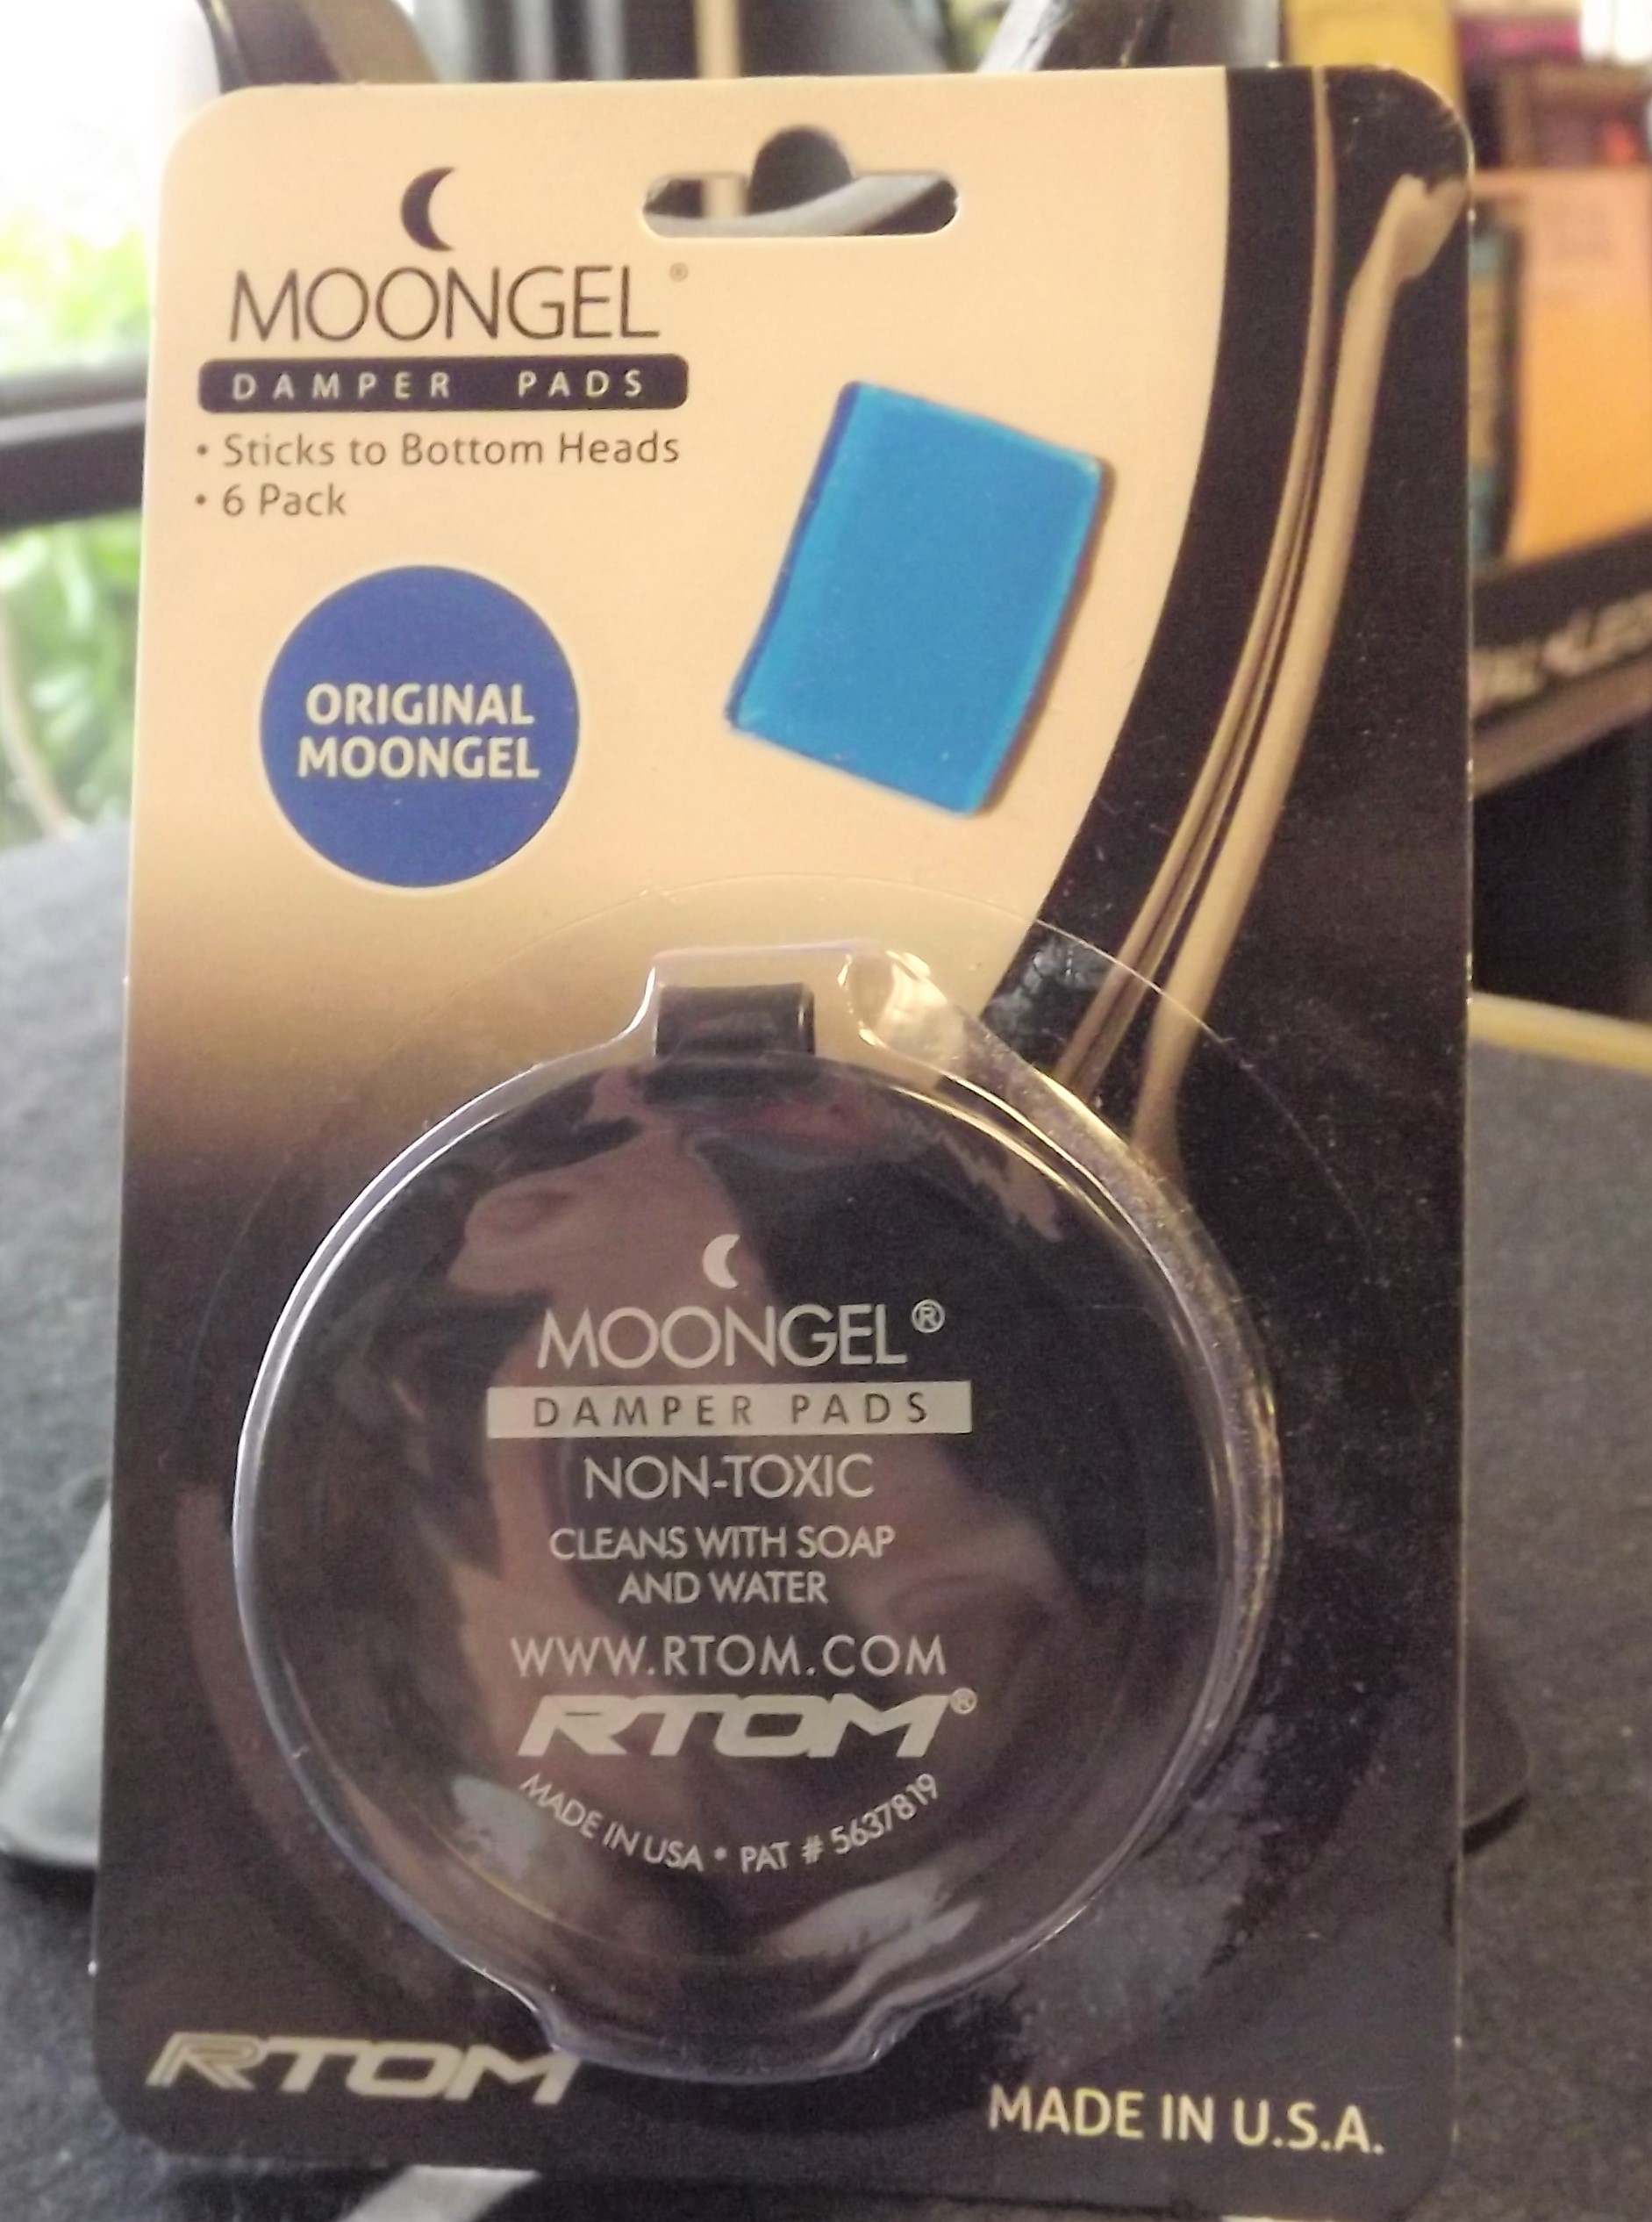 MOONGEL®
DAMPER PADS
• Sticks to Bottom Heads
• 6 Pack
ORIGINAL
MOONGEL
MOONGEL®
DAMPER PADS
NON-TOXIC
CLEANS WITH SOAP
AND WATER
WWW.RTOM.COM
RTOM®
MADE IN USA • PAT # 5637819
RTOM
MADE IN U.S.A.